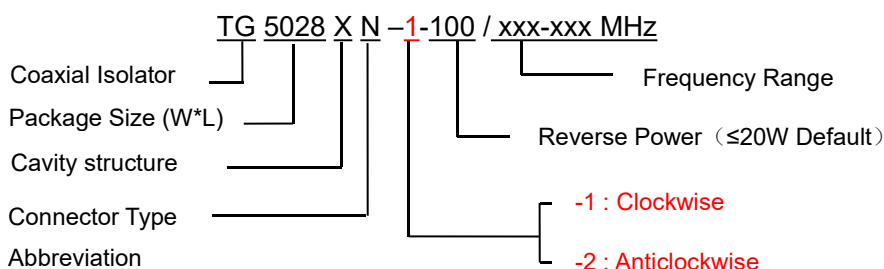 TG 5028 X N –1-100 / xxx-xxx MHz
Coaxial Isolator
Frequency Range
Package Size (W*L)
Reverse Power（≤20W Default）
Cavity structure
Connector Type
-1 : Clockwise
Abbreviation
-2 : Anticlockwise